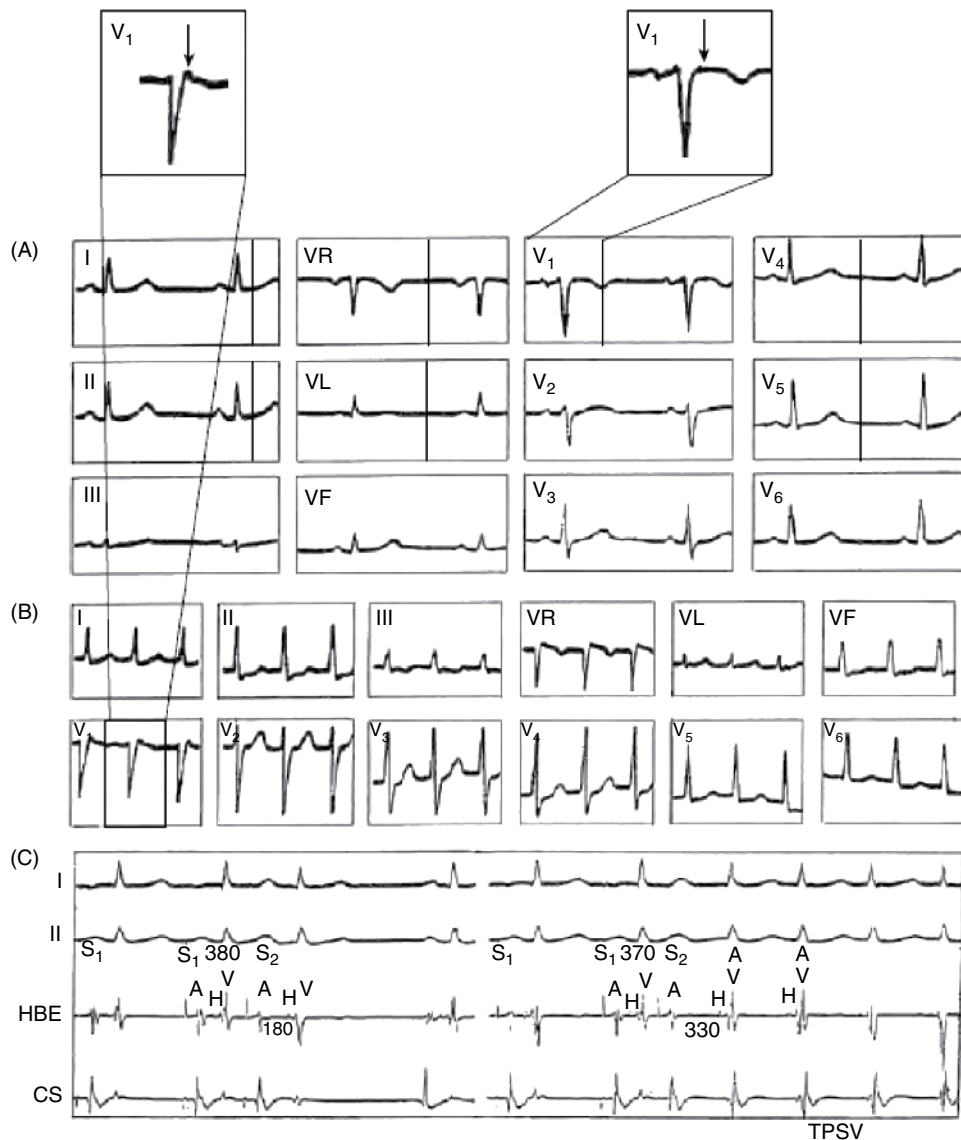 V1 V1
(A)
I VR V1 V4
II VL V2 V5
III VF V3 V6
(B)
I II III VR VL VF
V1 V2 V3 V4 V5 V6
(C)
I
II
S1 S1 380 S2 S1 S1 370 S2 A A
A H V A H V A H V A H V H V
HBE
180 330
CS
TPSV